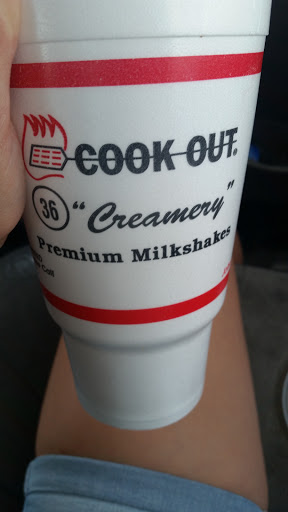 COOK OUT®
36 "Creamery"
Premium Milkshakes